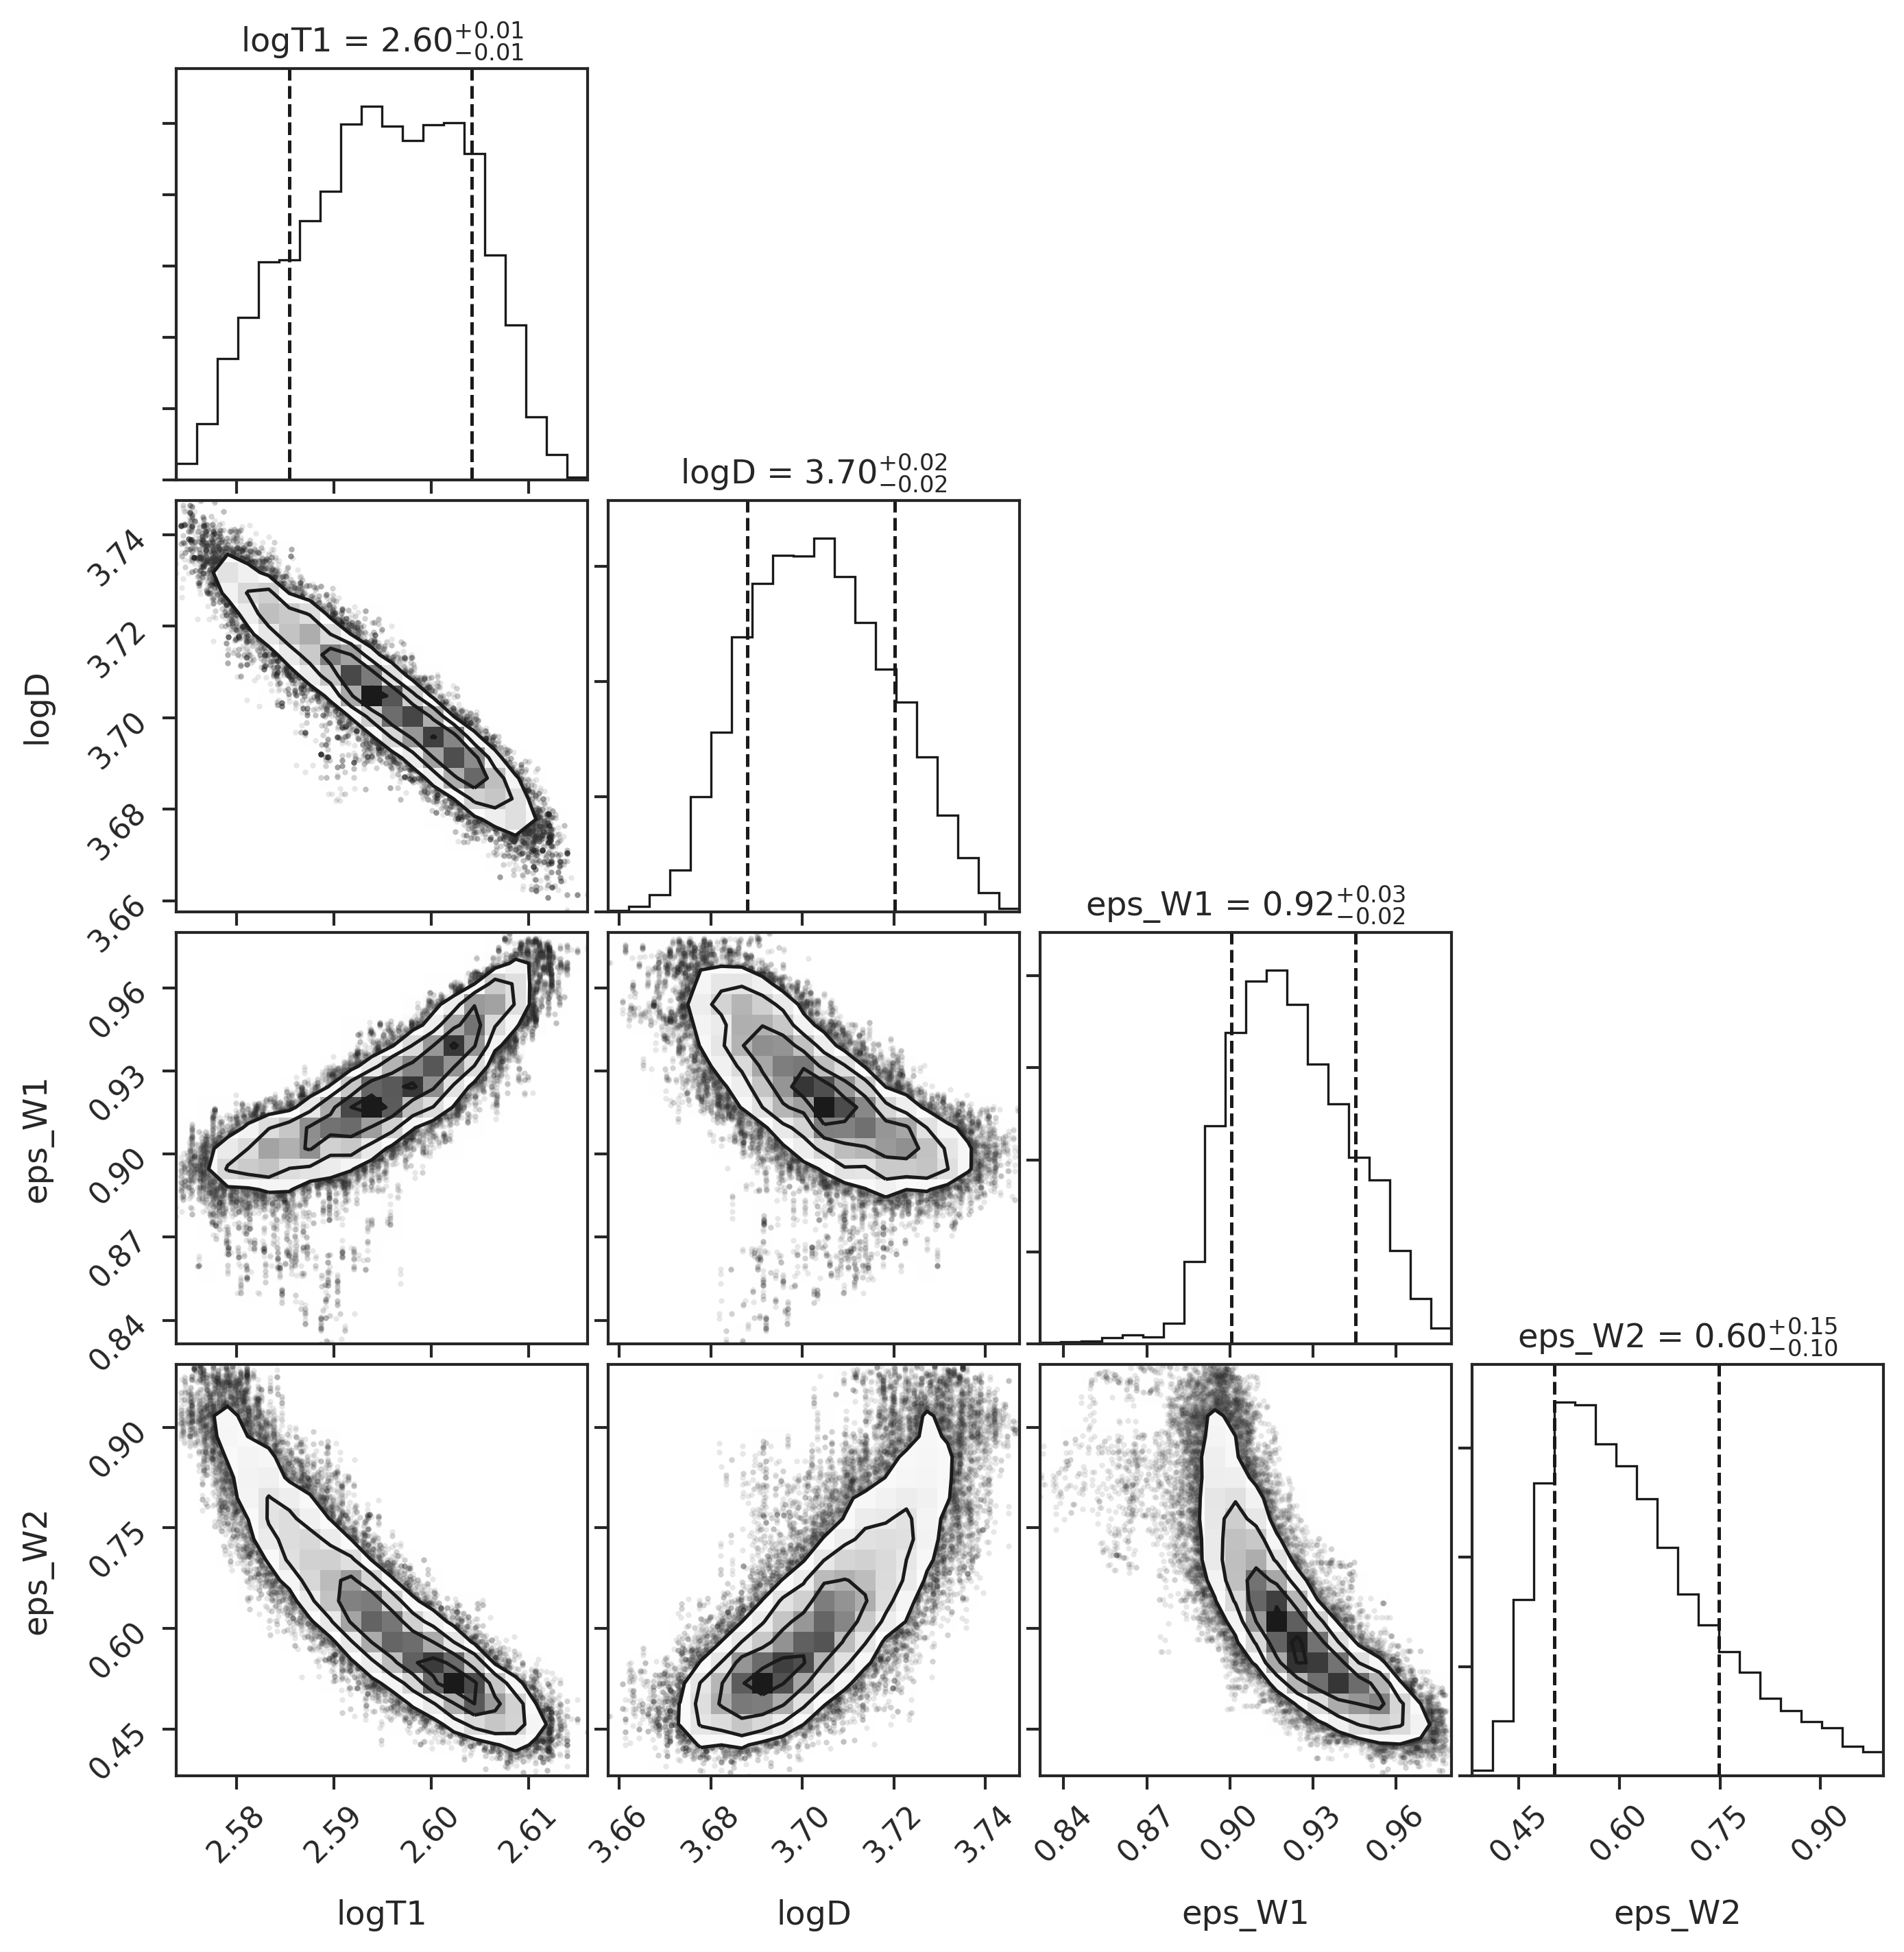 logT1 = 2.60+0.01−0.01
logD = 3.70+0.02−0.02
3.74
3.72
3.70
3.68
3.66
logD
eps_W1 = 0.92+0.03−0.02
0.96
0.93
0.90
0.87
0.84
eps_W1
eps_W2 = 0.60+0.15−0.10
0.90
0.75
0.60
0.45
eps_W2
2.58 2.59 2.60 2.61 3.66 3.68 3.70 3.72 3.74 0.84 0.87 0.90 0.93 0.96 0.45 0.60 0.75 0.90
logT1 logD eps_W1 eps_W2